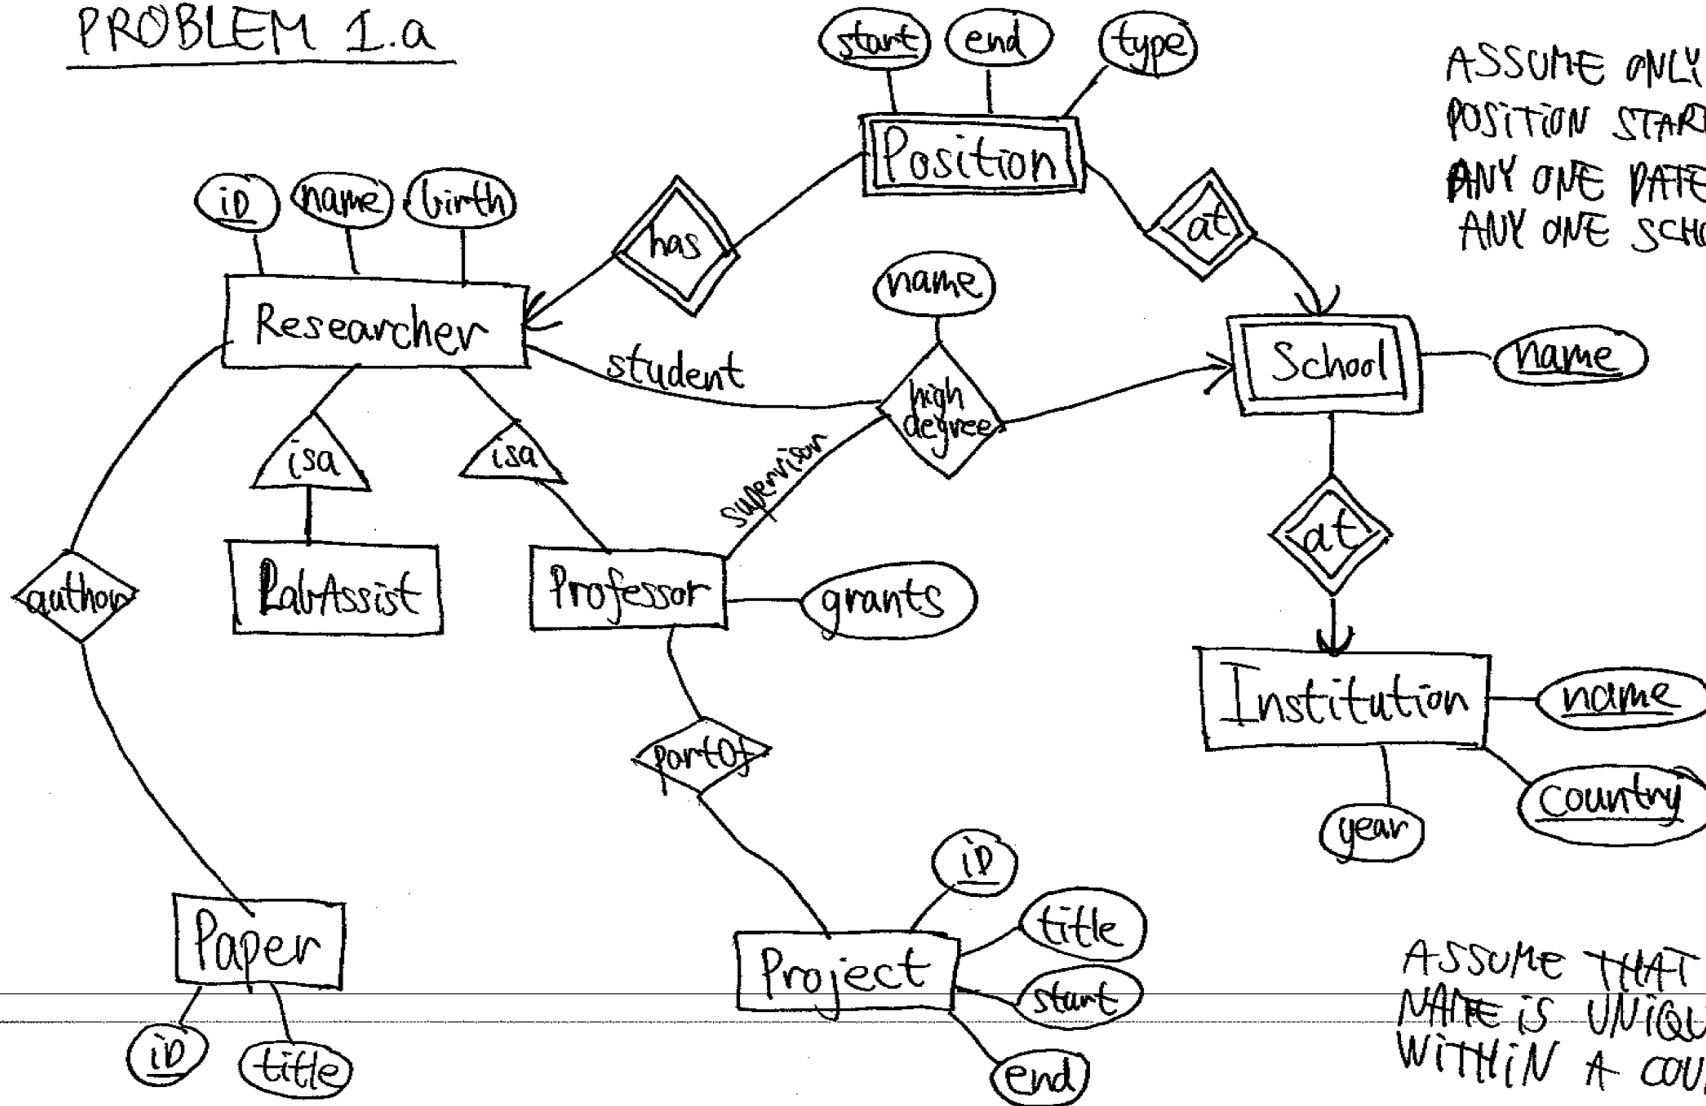 PROBLEM 1.a
start end type
ASSUME ONLY
POSITION START
ANY ONE DATE
ANY ONE SCHO
Position
iD name birth
has
at
name
Researcher
student
high
degree
School
name
supervisor
isa
isa
at
author
LabAssist
Professor
grants
Institution
name
partOf
country
year
iD
title
Paper
Project
start
ASSUME THAT
NAME iS UNiQU
WiTHiN A COU
iD
title
end